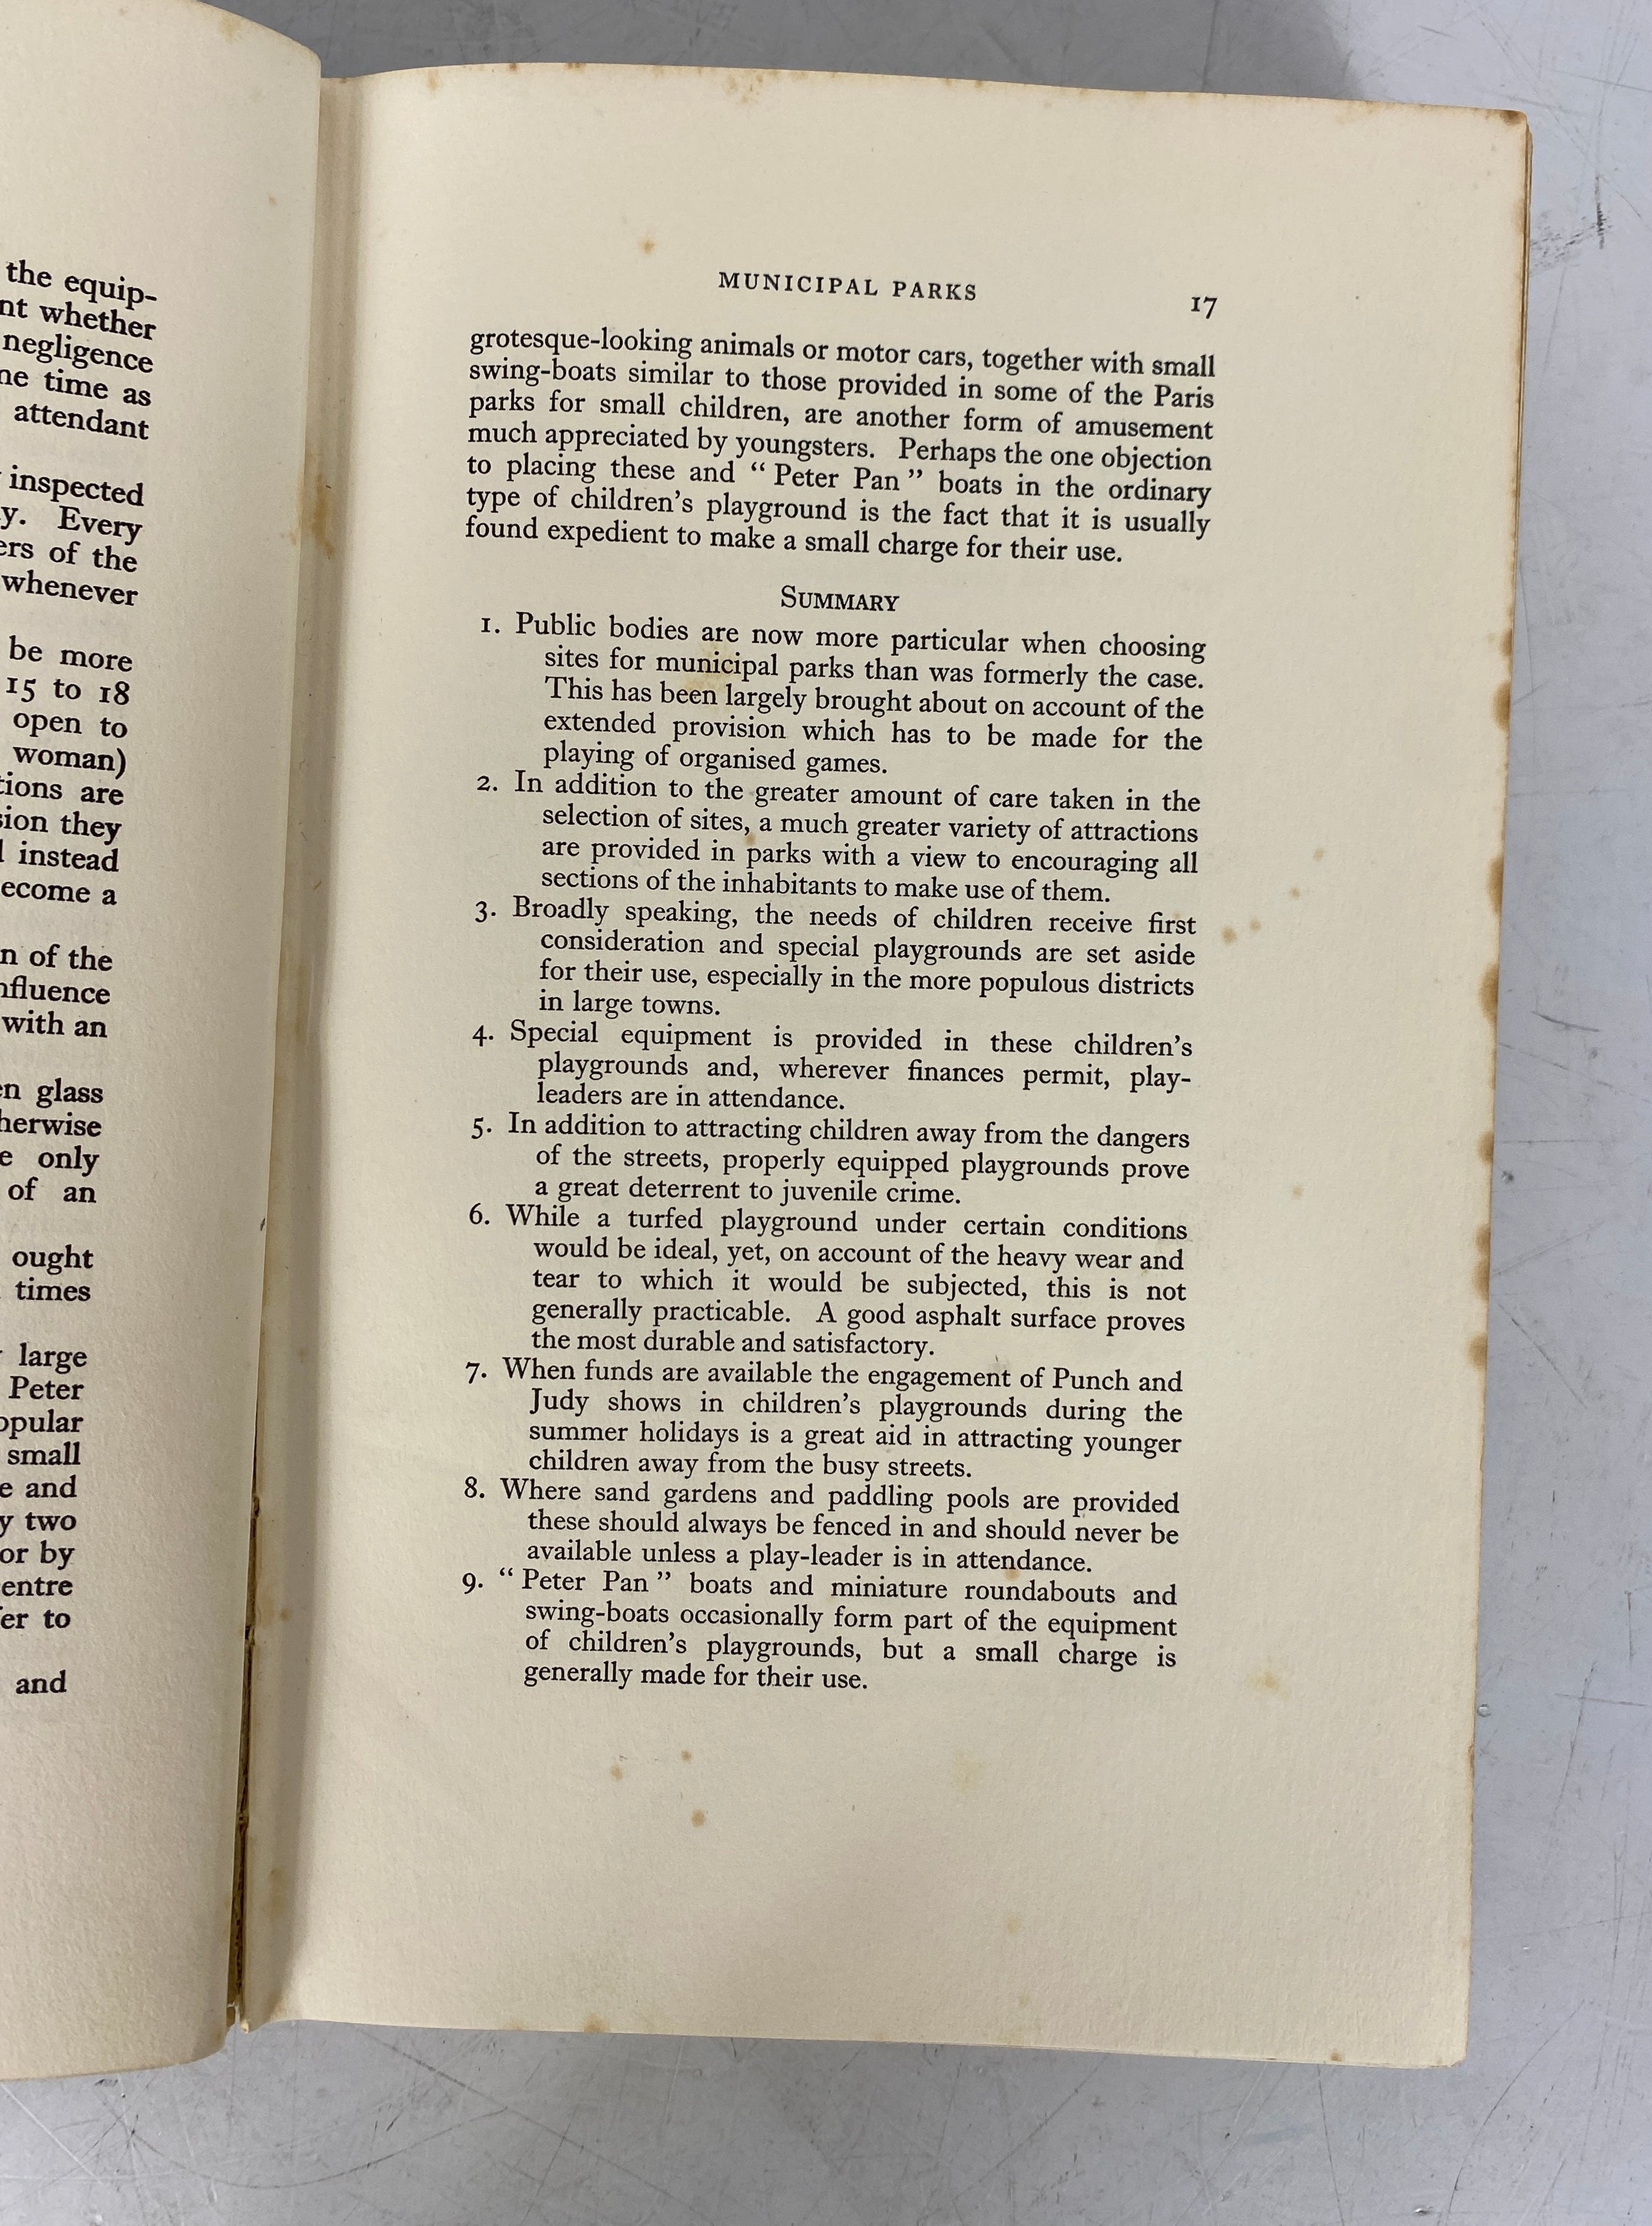 the equip-
whether
negligence
time as
attendant
inspected
Every
of the
whenever
be more
15 to 18
open to
woman)
are
they
instead
a
of the
with an
glass
only
of an
ought
times
large
Peter
small
and
two
or by
to
and
MUNICIPAL PARKS 17
grotesque-looking animals or motor cars, together with small
swing-boats similar to those provided in some of the Paris
parks for small children, are another form of amusement
much appreciated by youngsters. Perhaps the one objection
to placing these and “ Peter Pan ” boats in the ordinary
type of children’s playground is the fact that it is usually
found expedient to make a small charge for their use.
SUMMARY
1. Public bodies are now more particular when choosing
sites for municipal parks than was formerly the case.
This has been largely brought about on account of the
extended provision which has to be made for the
playing of organised games.
2. In addition to the greater amount of care taken in the
selection of sites, a much greater variety of attractions
are provided in parks with a view to encouraging all
sections of the inhabitants to make use of them.
3. Broadly speaking, the needs of children receive first
consideration and special playgrounds are set aside
for their use, especially in the more populous districts
in large towns.
4. Special equipment is provided in these children’s
playgrounds and, wherever finances permit, play-
leaders are in attendance.
5. In addition to attracting children away from the dangers
of the streets, properly equipped playgrounds prove
a great deterrent to juvenile crime.
6. While a turfed playground under certain conditions
would be ideal, yet, on account of the heavy wear and
tear to which it would be subjected, this is not
generally practicable. A good asphalt surface proves
the most durable and satisfactory.
7. When funds are available the engagement of Punch and
Judy shows in children’s playgrounds during the
summer holidays is a great aid in attracting younger
children away from the busy streets.
8. Where sand gardens and paddling pools are provided
these should always be fenced in and should never be
available unless a play-leader is in attendance.
9. “ Peter Pan ” boats and miniature roundabouts and
swing-boats occasionally form part of the equipment
of children’s playgrounds, but a small charge is
generally made for their use.